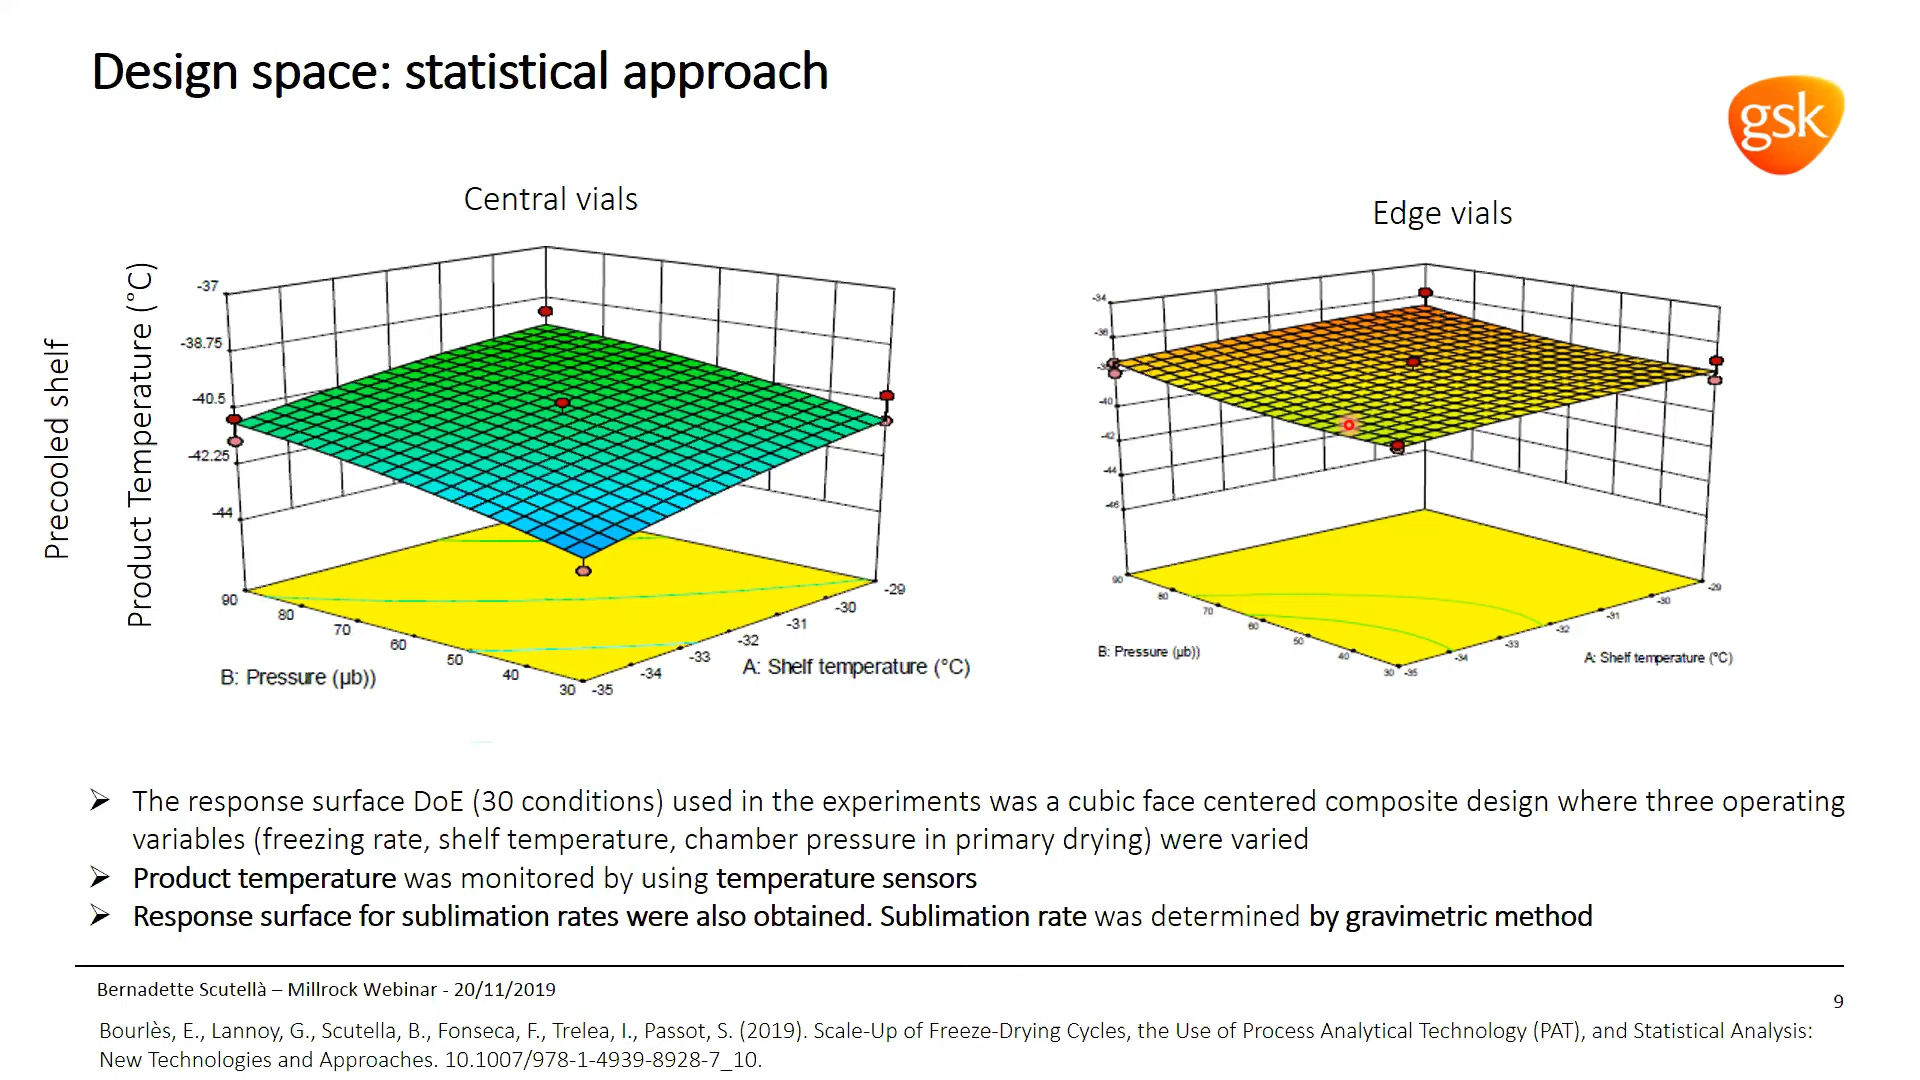 Design space: statistical approach
gsk
Central vials
Edge vials
Precooled shelf
Product Temperature (°C)
-37
-38.75
-40.5
-42.25
-44
90
80
70
60
50
40
30
-35
-34
-33
-32
-31
-30
-29
B: Pressure (µb))
A: Shelf temperature (°C)
-34
-36
-40
-42
-44
-46
90
80
70
60
50
40
30
-35
-34
-33
-32
-31
-30
-29
B: Pressure (µb))
A: Shelf temperature (°C)
➢ The response surface DoE (30 conditions) used in the experiments was a cubic face centered composite design where three operating
variables (freezing rate, shelf temperature, chamber pressure in primary drying) were varied
➢ Product temperature was monitored by using temperature sensors
➢ Response surface for sublimation rates were also obtained. Sublimation rate was determined by gravimetric method
Bernadette Scutellà – Millrock Webinar - 20/11/2019
9
Bourlès, E., Lannoy, G., Scutella, B., Fonseca, F., Trelea, I., Passot, S. (2019). Scale-Up of Freeze-Drying Cycles, the Use of Process Analytical Technology (PAT), and Statistical Analysis:
New Technologies and Approaches. 10.1007/978-1-4939-8928-7_10.